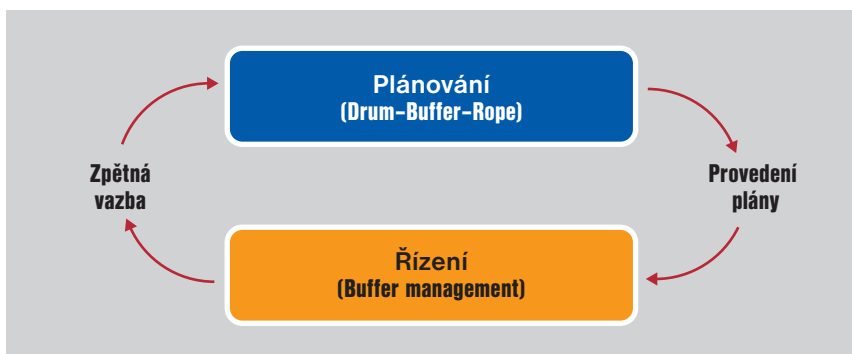 Plánování
(Drum-Buffer-Rope)
Zpětná
vazba
Provedení
plány
Řízení
(Buffer management)